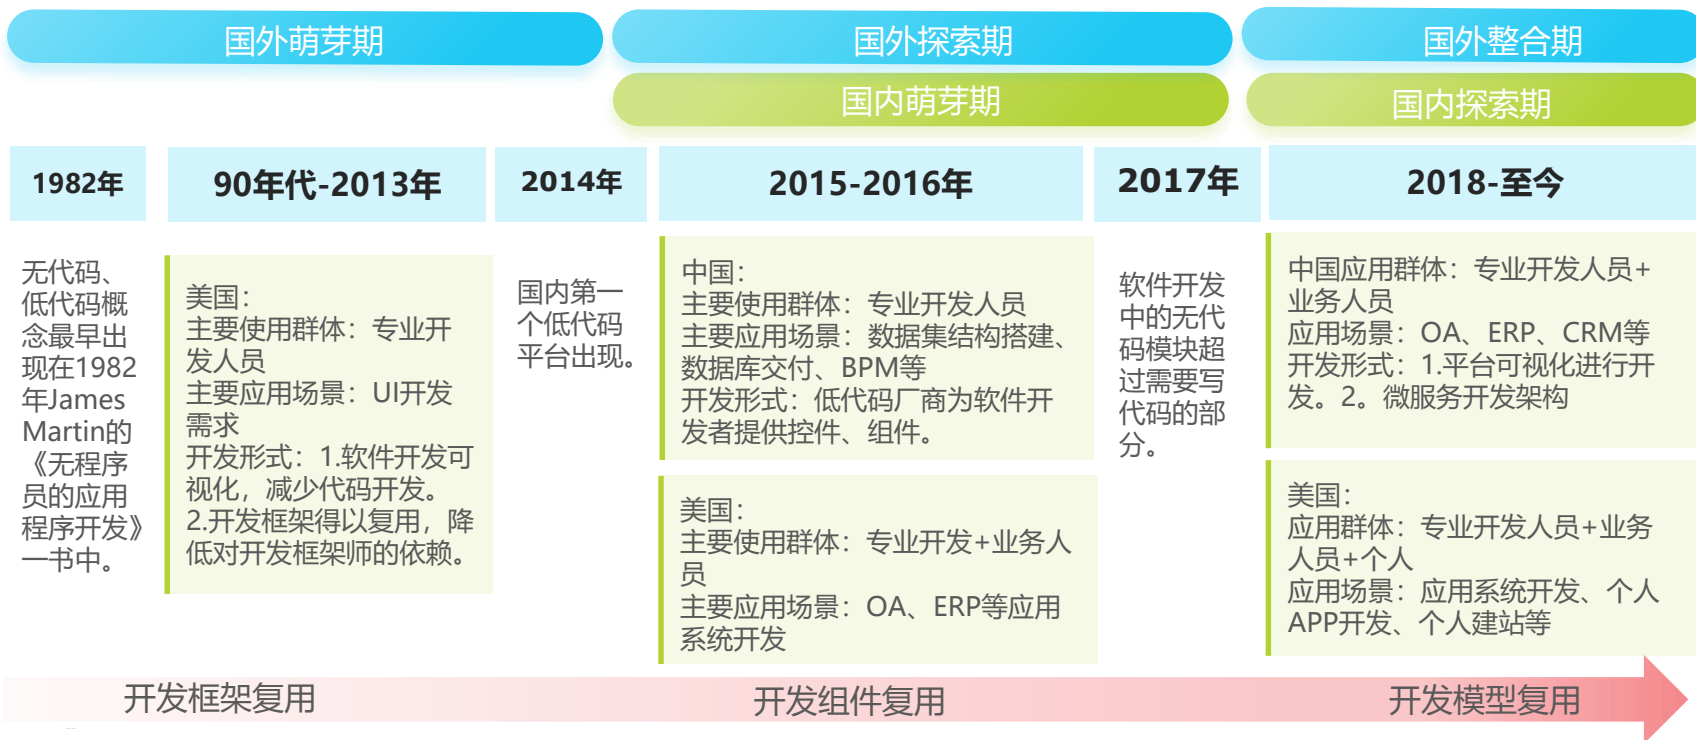 国外萌芽期
国外探索期
国外整合期
国内萌芽期
国内探索期
1982年
90年代-2013年
2014年
2015-2016年
2017年
2018-至今
无代码、
低代码概
念最早出
现在1982
年James
Martin的
《无程序
员的应用
程序开发》
一书中。
美国：
主要使用群体：专业开
发人员
主要应用场景：UI开发
需求
开发形式：1.软件开发可
视化，减少代码开发。
2.开发框架得以复用，降
低对开发框架师的依赖。
国内第一
个低代码
平台出现。
中国：
主要使用群体：专业开发人员
主要应用场景：数据集结构搭建、
数据库交付、BPM等
开发形式：低代码厂商为软件开
发者提供控件、组件。
美国：
主要使用群体：专业开发+业务人
员
主要应用场景：OA、ERP等应用
系统开发
软件开发
中的无代
码模块超
过需要写
代码的部
分。
中国应用群体：专业开发人员+
业务人员
应用场景：OA、ERP、CRM等
开发形式：1.平台可视化进行开
发。2。微服务开发架构
美国：
应用群体：专业开发人员+业务
人员+个人
应用场景：应用系统开发、个人
APP开发、个人建站等
开发框架复用
开发组件复用
开发模型复用